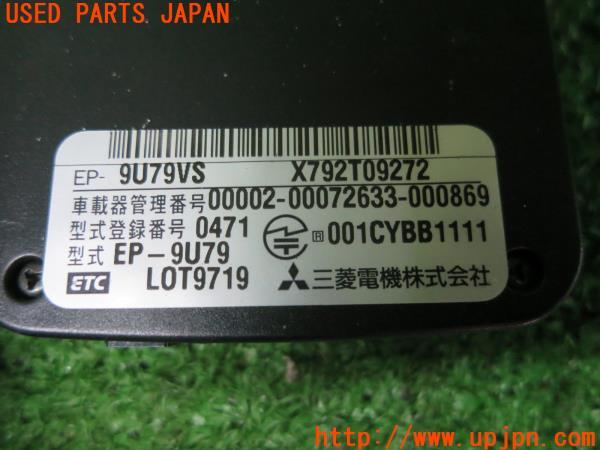 USED PARTS JAPAN
EP- 9U79VS X792T09272
車載器管理番号 00002-00072633-000869
型式登録番号 0471 R 001CYBB1111
型式 EP-9U79
ETC LOT9719 三菱電機株式会社
http://www.upjpn.com/